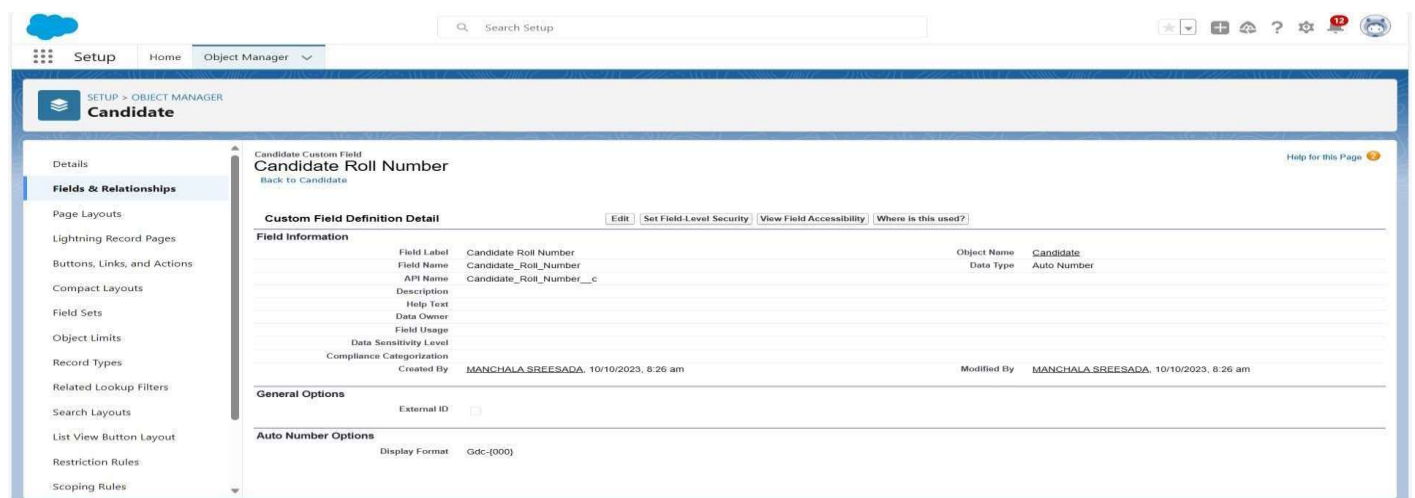 Search Setup
12
Setup Home Object Manager
SETUP > OBJECT MANAGER
Candidate
Details
Fields & Relationships
Page Layouts
Lightning Record Pages
Buttons, Links, and Actions
Compact Layouts
Field Sets
Object Limits
Record Types
Related Lookup Filters
Search Layouts
List View Button Layout
Restriction Rules
Scoping Rules
Candidate Custom Field
Candidate Roll Number
Back to Candidate
Help for this Page
Custom Field Definition Detail Edit Set Field-Level Security View Field Accessibility Where is this used?
Field Information
Field Label Candidate Roll Number Object Name Candidate
Field Name Candidate_Roll_Number Data Type Auto Number
API Name Candidate_Roll_Number__c
Description
Help Text
Data Owner
Field Usage
Data Sensitivity Level
Compliance Categorization
Created By MANCHALA SREESADA, 10/10/2023, 8:26 am Modified By MANCHALA SREESADA, 10/10/2023, 8:26 am
General Options
External ID
Auto Number Options
Display Format Gdc-{000}